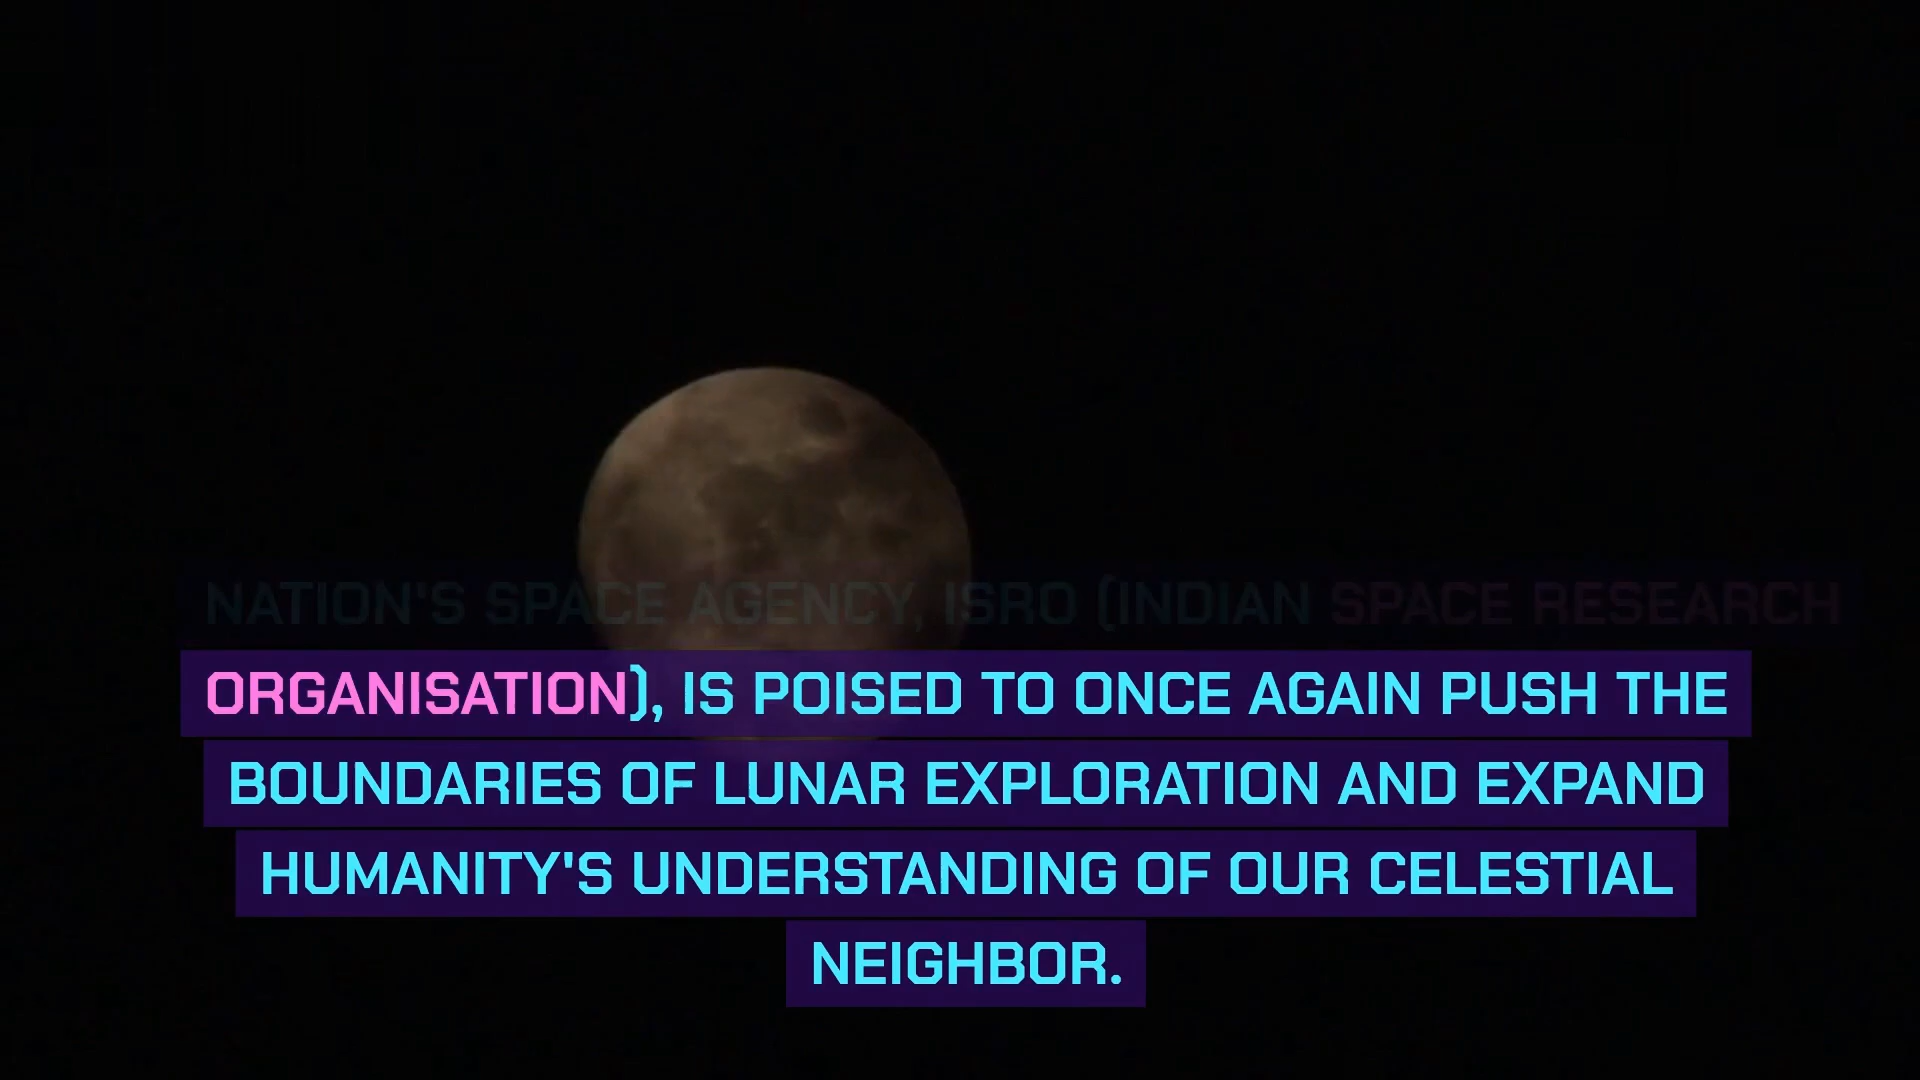 NATION'S SPACE AGENCY, ISRO (INDIAN SPACE RESEARCH
ORGANISATION), IS POISED TO ONCE AGAIN PUSH THE
BOUNDARIES OF LUNAR EXPLORATION AND EXPAND
HUMANITY'S UNDERSTANDING OF OUR CELESTIAL
NEIGHBOR.